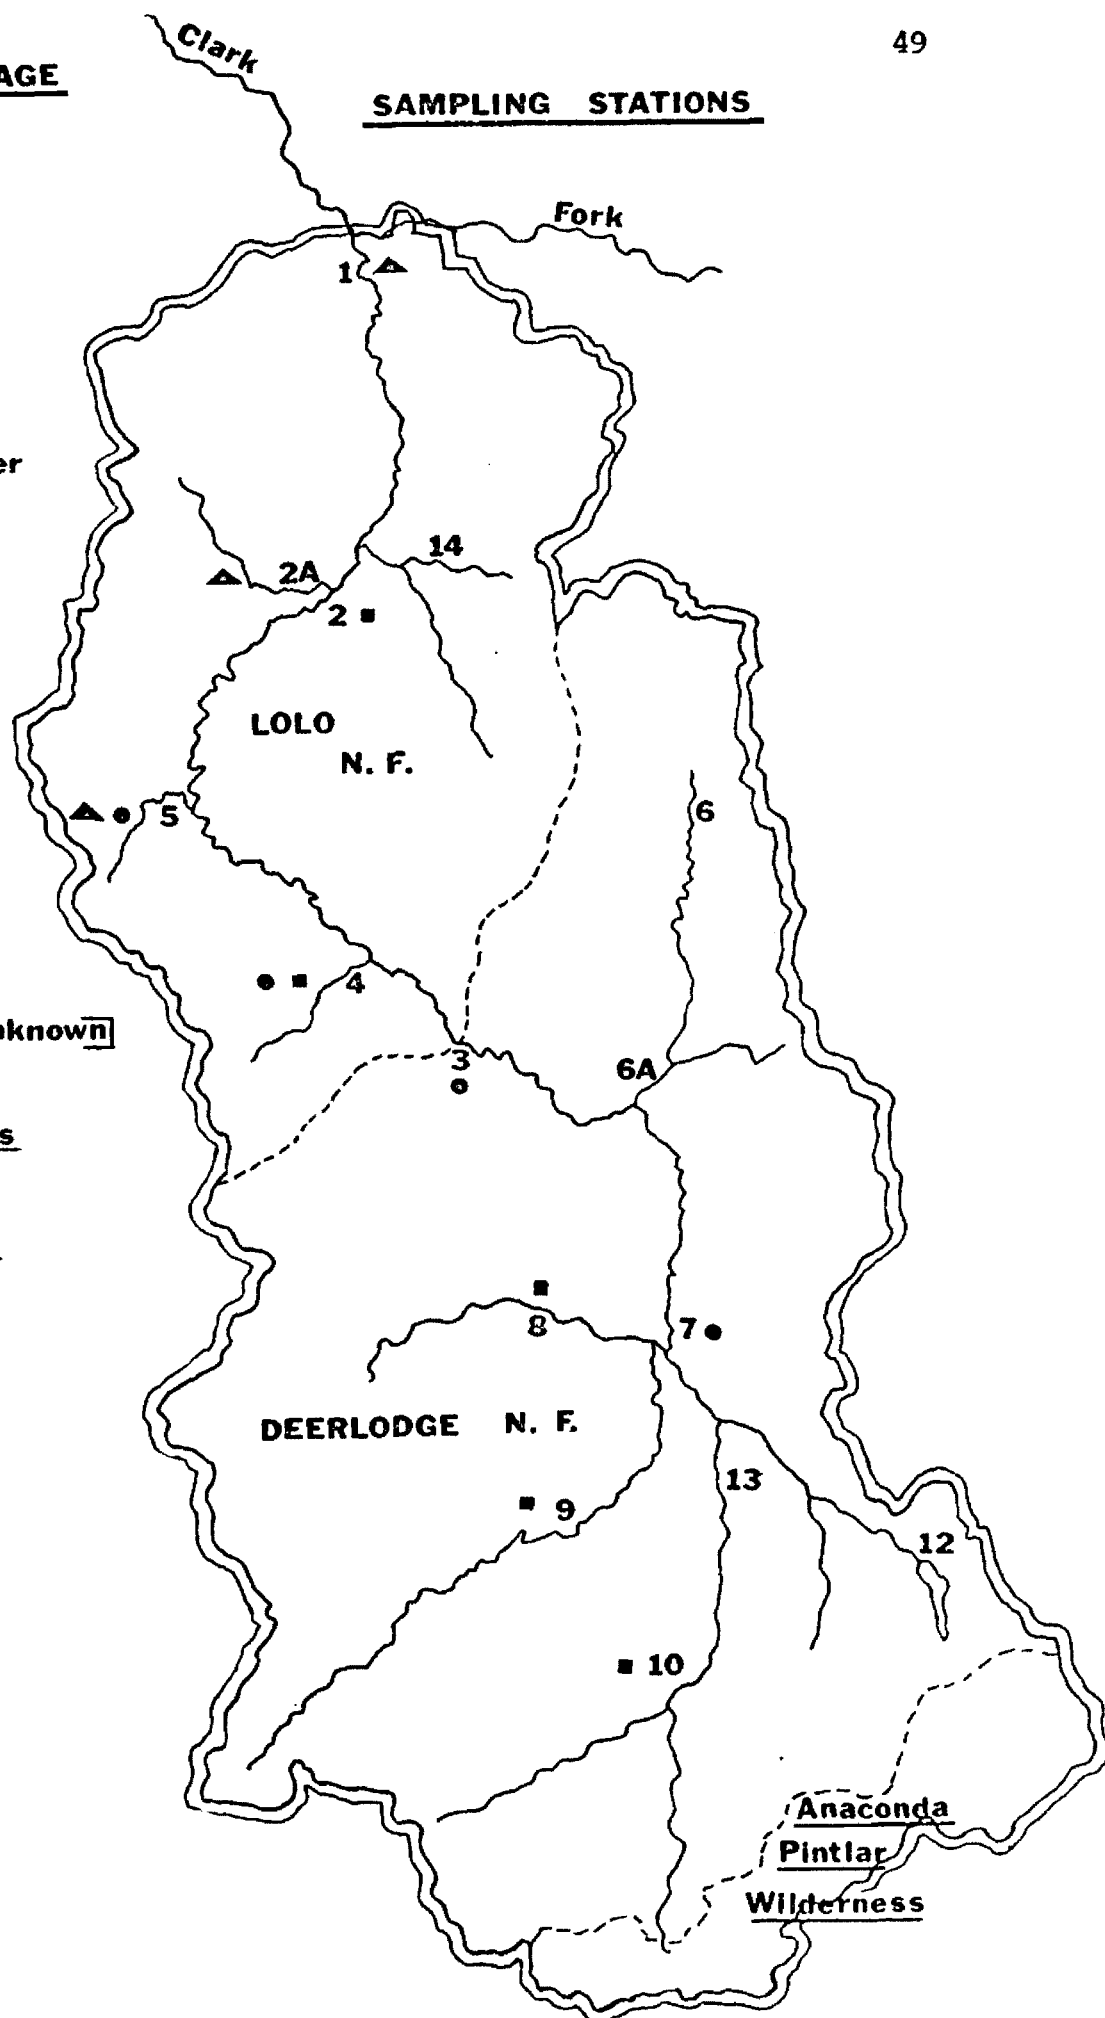 49
AGE
SAMPLING STATIONS
Clark
Fork
1
er
14
2A
2
LOLO
N. F.
5
6
4
nknown
3
6A
s
8
7
DEERLODGE N. F.
13
9
12
10
Anaconda
Pintlar
Wilderness